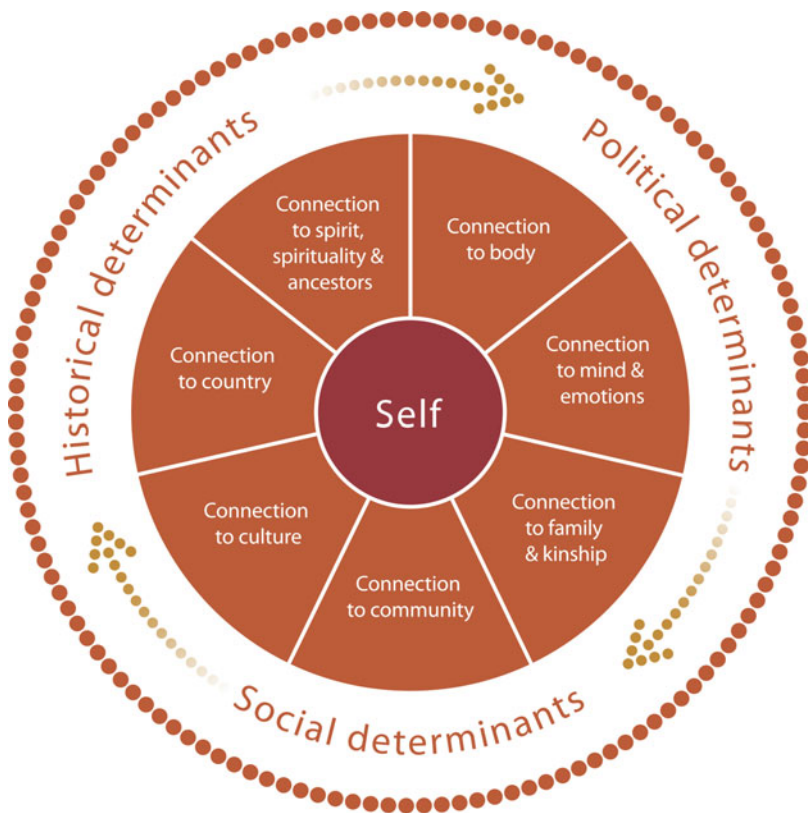 Historical determinants
Political determinants
Social determinants
Connection
to spirit,
spirituality &
ancestors
Connection
to body
Connection
to mind &
emotions
Connection
to family
& kinship
Connection
to community
Connection
to culture
Connection
to country
Self